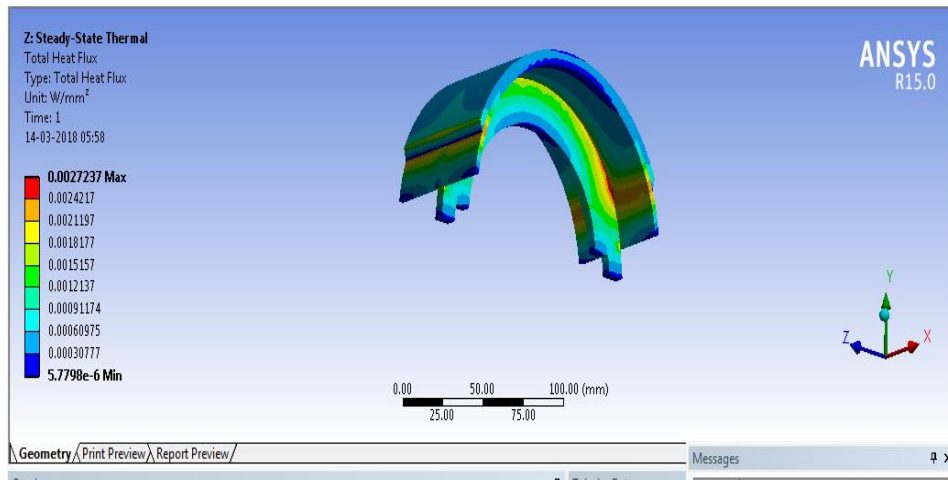 Z: Steady-State Thermal
Total Heat Flux
Type: Total Heat Flux
Unit: W/mm²
Time: 1
14-03-2018 05:58
0.0027237 Max
0.0024217
0.0021197
0.0018177
0.0015157
0.0012137
0.00091174
0.00060975
0.00030777
5.7798e-6 Min
ANSYS
R15.0
Y
Z
X
0.00 50.00 100.00 (mm)
25.00 75.00
Geometry Print Preview Report Preview
Messages